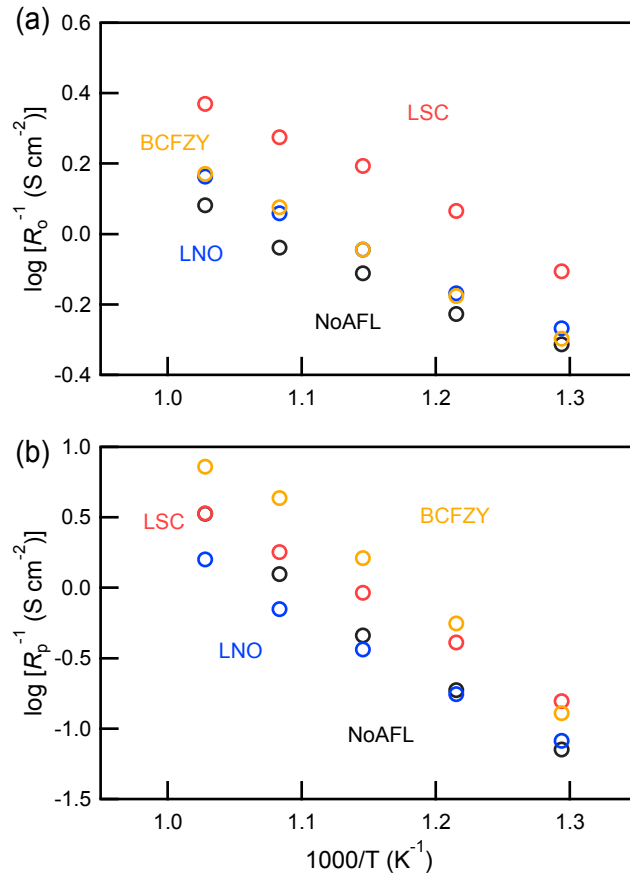 (a)
0.6
0.4
0.2
0.0
-0.2
-0.4
log [Ro-1 (S cm-2)]
LSC
BCFZY
LNO
NoAFL
1.0
1.1
1.2
1.3
(b)
1.0
0.5
0.0
-0.5
-1.0
-1.5
log [Rp-1 (S cm-2)]
LSC
BCFZY
LNO
NoAFL
1.0
1.1
1.2
1.3
1000/T (K-1)